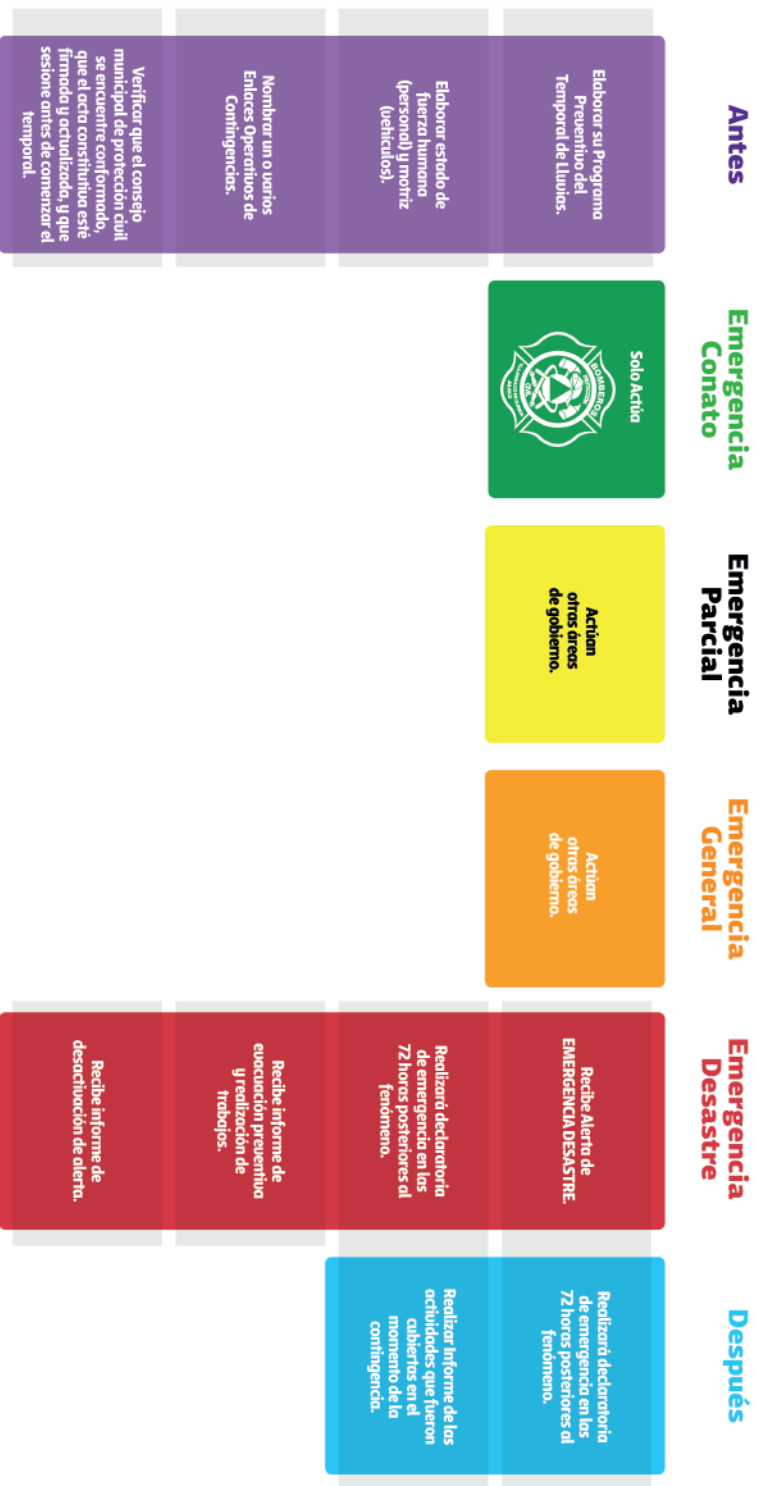 Antes
Elaborar su Programa
Preventivo del
Temporal de Lluvias.
Elaborar estado de
fuerza humana
(personal) y motriz
(vehículos).
Nombrar un o varios
Enlaces Operativos de
Contingencias.
Verificar que el consejo
municipal de protección civil
se encuentre conformado,
que el acta constitutiva esté
firmada y actualizada, y que
sesione antes de comenzar el
temporal.
Emergencia
Conato
Solo Actúa
BOMBEROS
Emergencia
Parcial
Actúan
otras áreas
de gobierno.
Emergencia
General
Actúan
otras áreas
de gobierno.
Emergencia
Desastre
Recibe Alerta de
EMERGENCIA DESASTRE.
Realizará declaratoria
de emergencia en las
72 horas posteriores al
fenómeno.
Recibe informe de
evacuación preventiva
y realización de
trabajos.
Recibe informe de
desactivación de alerta.
Después
Realizará declaratoria
de emergencia en las
72 horas posteriores al
fenómeno.
Realizar Informe de las
actividades que fueron
cubiertas en el
momento de la
contingencia.